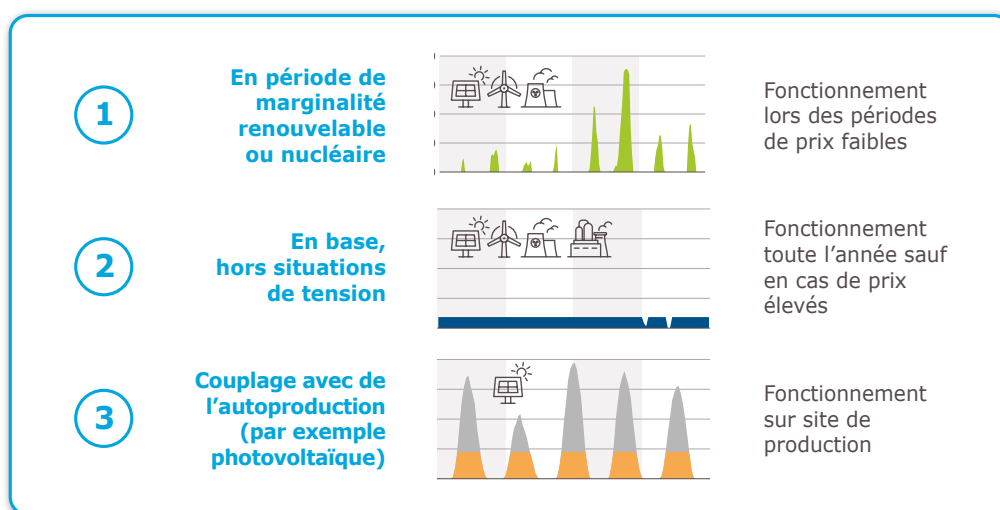 1
En période de
marginalité
renouvelable
ou nucléaire
Fonctionnement
lors des périodes
de prix faibles
2
En base,
hors situations
de tension
Fonctionnement
toute l’année sauf
en cas de prix
élevés
3
Couplage avec de
l’autoproduction
(par exemple
photovoltaïque)
Fonctionnement
sur site de
production